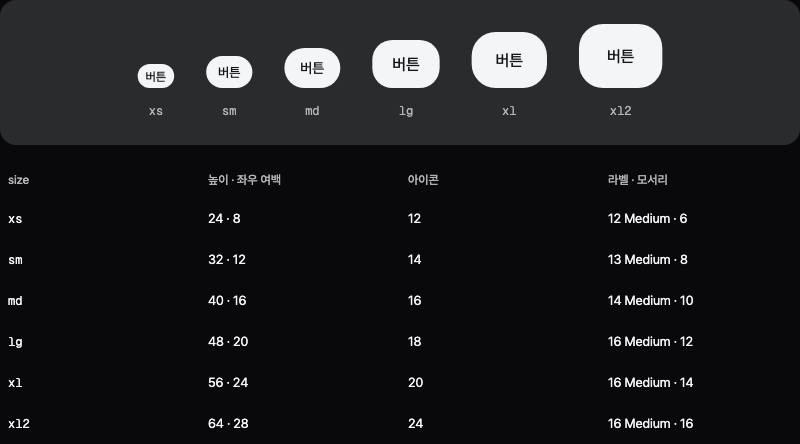 버튼 버튼 버튼 버튼 버튼 버튼
xs sm md lg xl xl2
size 높이 · 좌우 여백 아이콘 라벨 · 모서리
xs 24 · 8 12 12 Medium · 6
sm 32 · 12 14 13 Medium · 8
md 40 · 16 16 14 Medium · 10
lg 48 · 20 18 16 Medium · 12
xl 56 · 24 20 16 Medium · 14
xl2 64 · 28 24 16 Medium · 16